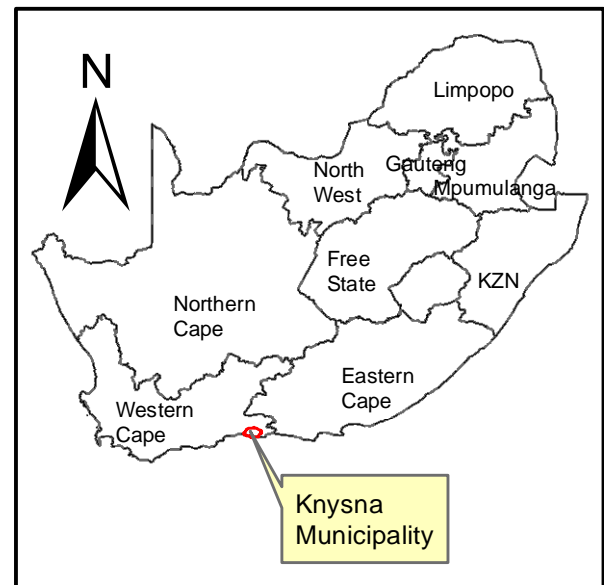 N
Limpopo
North
West
Gauteng
Mpumulanga
Free
State
KZN
Northern
Cape
Eastern
Cape
Western
Cape
Knysna
Municipality